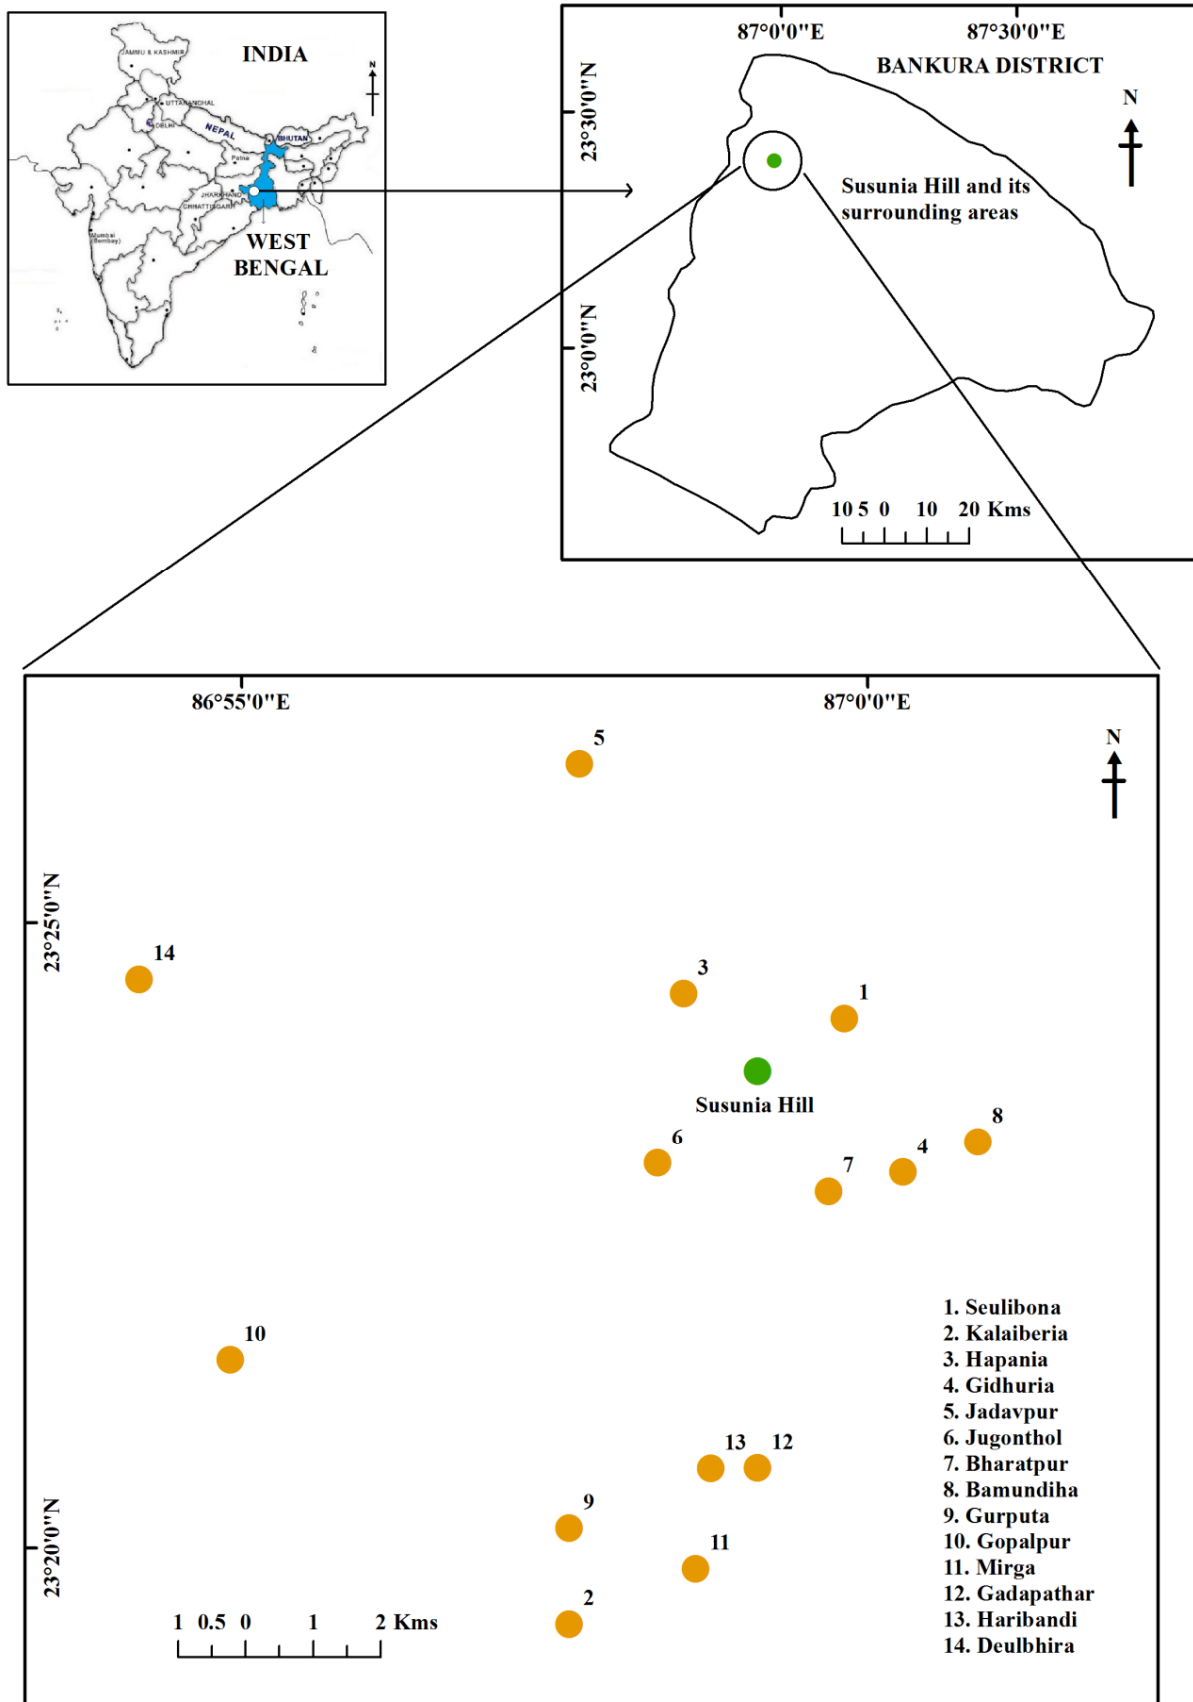 INDIA
N
JAMMU & KASHMIR
UTTARANCHAL
DELHI
NEPAL
BHUTAN
Patna
JHARKHAND
CHHATTISGARH
Mumbai
(Bombay)
WEST
BENGAL
87°0'0"E
87°30'0"E
BANKURA DISTRICT
N
23°30'0"N
23°0'0"N
Susunia Hill and its
surrounding areas
10 5 0 10 20 Kms
86°55'0"E
87°0'0"E
N
23°25'0"N
23°20'0"N
5
14
3
1
Susunia Hill
8
6
4
7
10
13
12
9
11
2
1. Seulibona
2. Kalaiberia
3. Hapania
4. Gidhuria
5. Jadavpur
6. Jugonthol
7. Bharatpur
8. Bamundiha
9. Gurputa
10. Gopalpur
11. Mirga
12. Gadapathar
13. Haribandi
14. Deulbhira
1 0.5 0 1 2 Kms